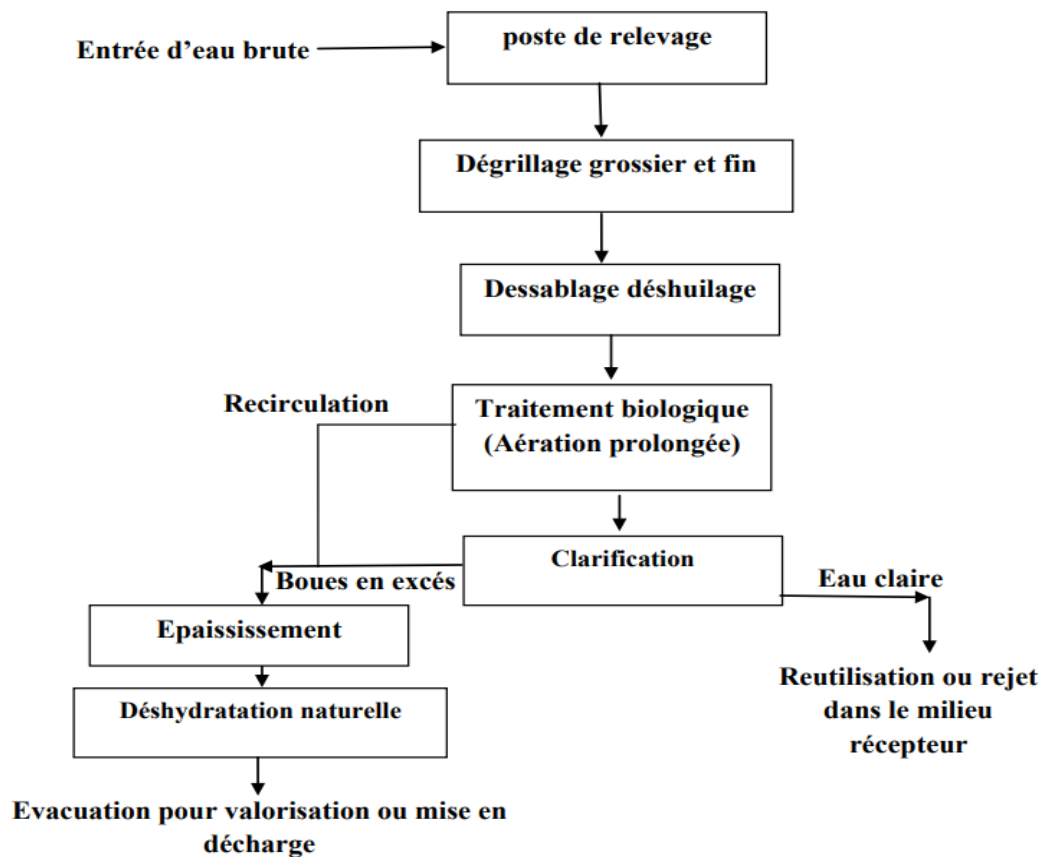 poste de relevage
Entrée d’eau brute
Dégrillage grossier et fin
Dessablage déshuilage
Recirculation
Traitement biologique
(Aération prolongée)
Clarification
Boues en excés
Eau claire
Epaississement
Déshydratation naturelle
Reutilisation ou rejet
dans le milieu
récepteur
Evacuation pour valorisation ou mise en
décharge